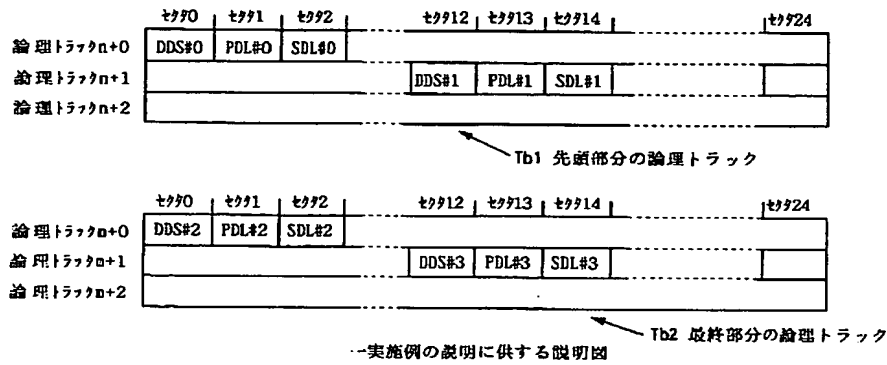 セクタ0 セクタ1 セクタ2 セクタ12 セクタ13 セクタ14 セクタ24
論理トラックn+0 DDS#0 PDL#0 SDL#0
論理トラックn+1 DDS#1 PDL#1 SDL#1
論理トラックn+2
Tb1 先頭部分の論理トラック
セクタ0 セクタ1 セクタ2 セクタ12 セクタ13 セクタ14 セクタ24
論理トラックm+0 DDS#2 PDL#2 SDL#2
論理トラックm+1 DDS#3 PDL#3 SDL#3
論理トラックm+2
Tb2 最終部分の論理トラック
一実施例の説明に供する説明図